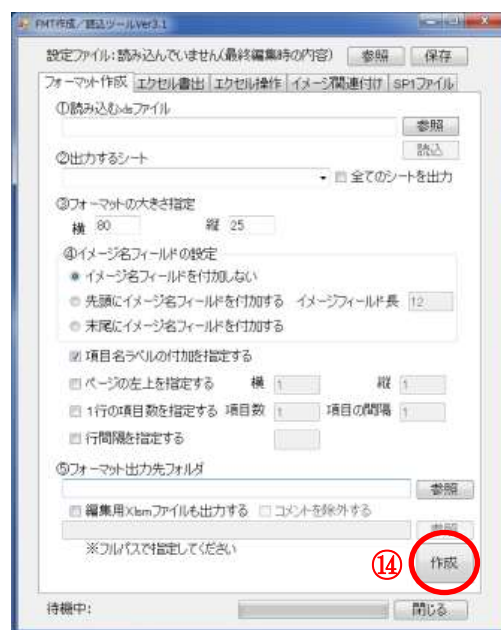 FMT作成/読込ツールVer3.1
設定ファイル:読み込んでいません(最終編集時の内容) 参照 保存
フォーマット作成 エクセル書出 エクセル操作 イメージ関連付け SP1ファイル
①読み込むxlsファイル
参照
読込
②出力するシート
全てのシートを出力
③フォーマットの大きさ指定
横 80 縦 25
④イメージ名フィールドの設定
イメージ名フィールドを付加しない
先頭にイメージ名フィールドを付加する イメージフィールド長 12
末尾にイメージ名フィールドを付加する
項目名ラベルの付加を指定する
ページの左上を指定する 横 1 縦 1
1行の項目数を指定する 項目数 1 項目の間隔 1
行間隔を指定する
⑤フォーマット出力先フォルダ
参照
編集用Xlsmファイルも出力する コメントを除外する
参照
※フルパスで指定してください
⑭ 作成
待機中: 閉じる